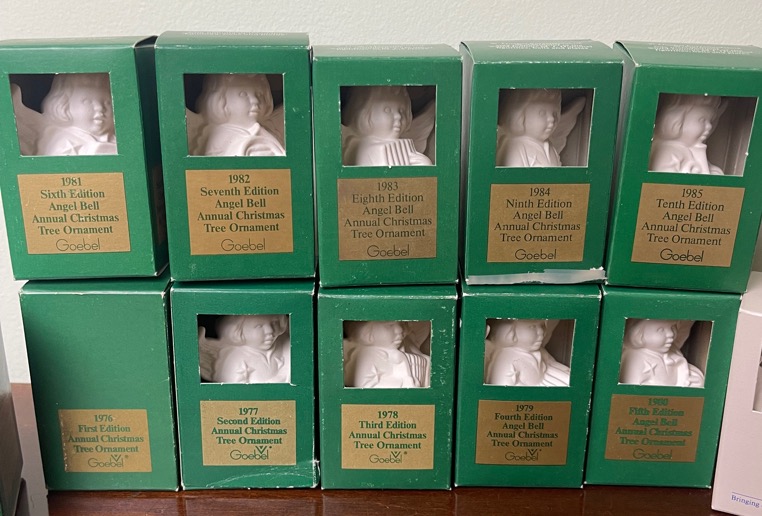 1981
Sixth Edition
Angel Bell
Annual Christmas
Tree Ornament
Goebel
1982
Seventh Edition
Angel Bell
Annual Christmas
Tree Ornament
Goebel
1983
Eighth Edition
Angel Bell
Annual Christmas
Tree Ornament
Goebel
1984
Ninth Edition
Angel Bell
Annual Christmas
Tree Ornament
Goebel
1985
Tenth Edition
Angel Bell
Annual Christmas
Tree Ornament
Goebel
1976
First Edition
Annual Christmas
Tree Ornament
Goebel®
1977
Second Edition
Annual Christmas
Tree Ornament
Goebel
1978
Third Edition
Annual Christmas
Tree Ornament
Goebel
1979
Fourth Edition
Angel Bell
Annual Christmas
Tree Ornament
Goebel
1980
Fifth Edition
Angel Bell
Annual Christmas
Tree Ornament
Goebel
Bringing